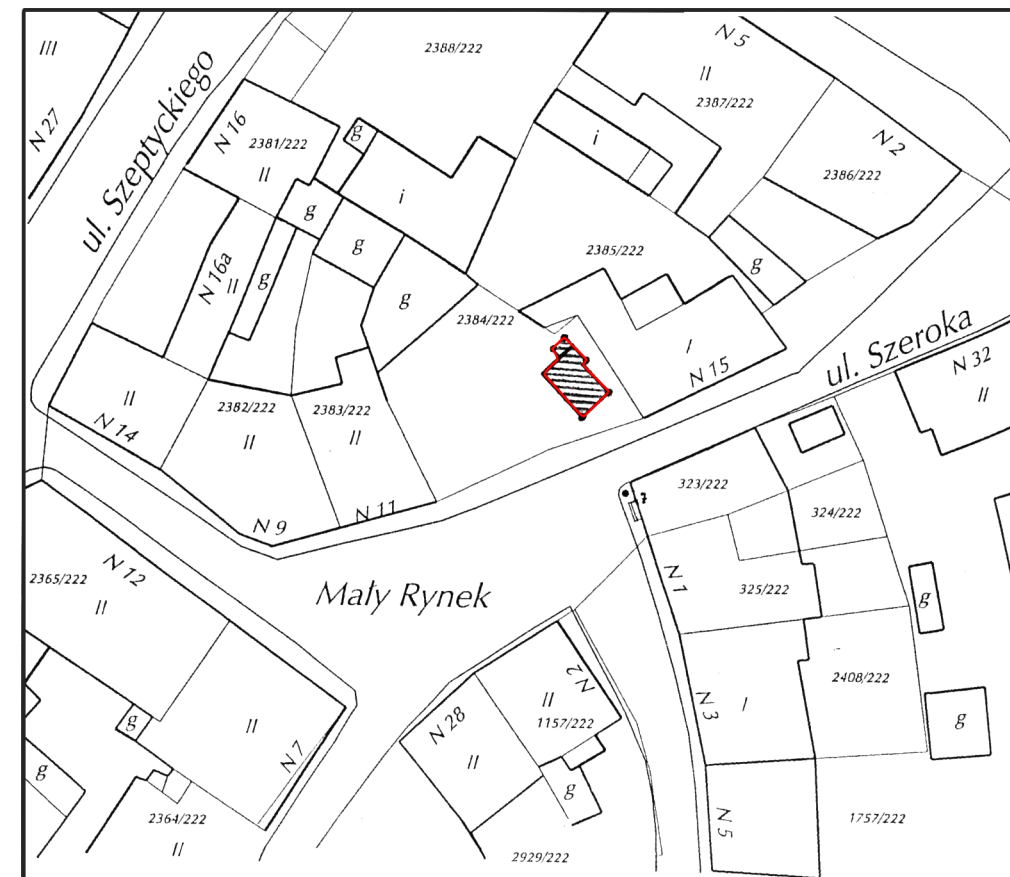 III
2388/222
N 5
II
2387/222
N 27
ul. Szeptyckiego
N 16
2381/222
II
g
i
i
N 2
2386/222
g
g
2385/222
N 16a
II
g
g
g
2384/222
I
N 15
ul. Szeroka
N 32
II
II
N 14
2382/222
II
2383/222
II
N 9
N 11
323/222
324/222
2365/222
N 12
II
Mały Rynek
N 1
325/222
g
II
g
N 7
g
2364/222
II
N 28
II
N 2
II
1157/222
g
2929/222
N 3
I
2408/222
g
N 5
1757/222